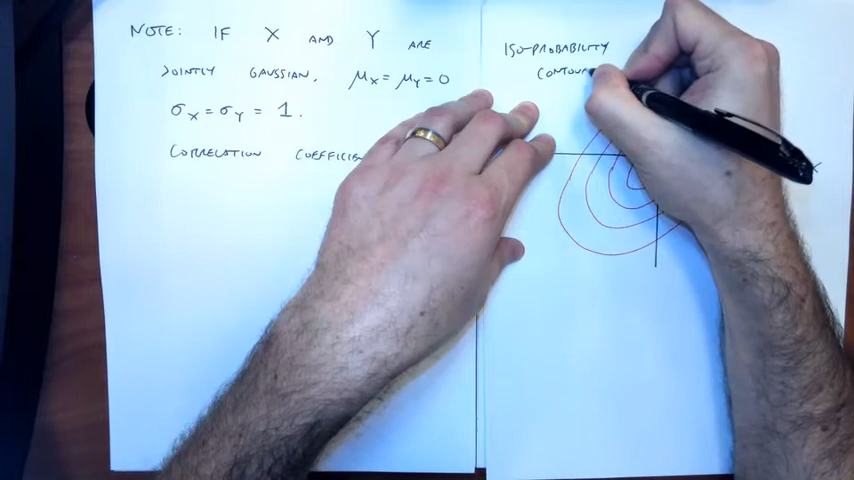 NOTE: IF X AND Y ARE
JOINTLY GAUSSIAN, μX = μY = 0
σX = σY = 1.
CORRELATION
ISO-PROBABILITY
X